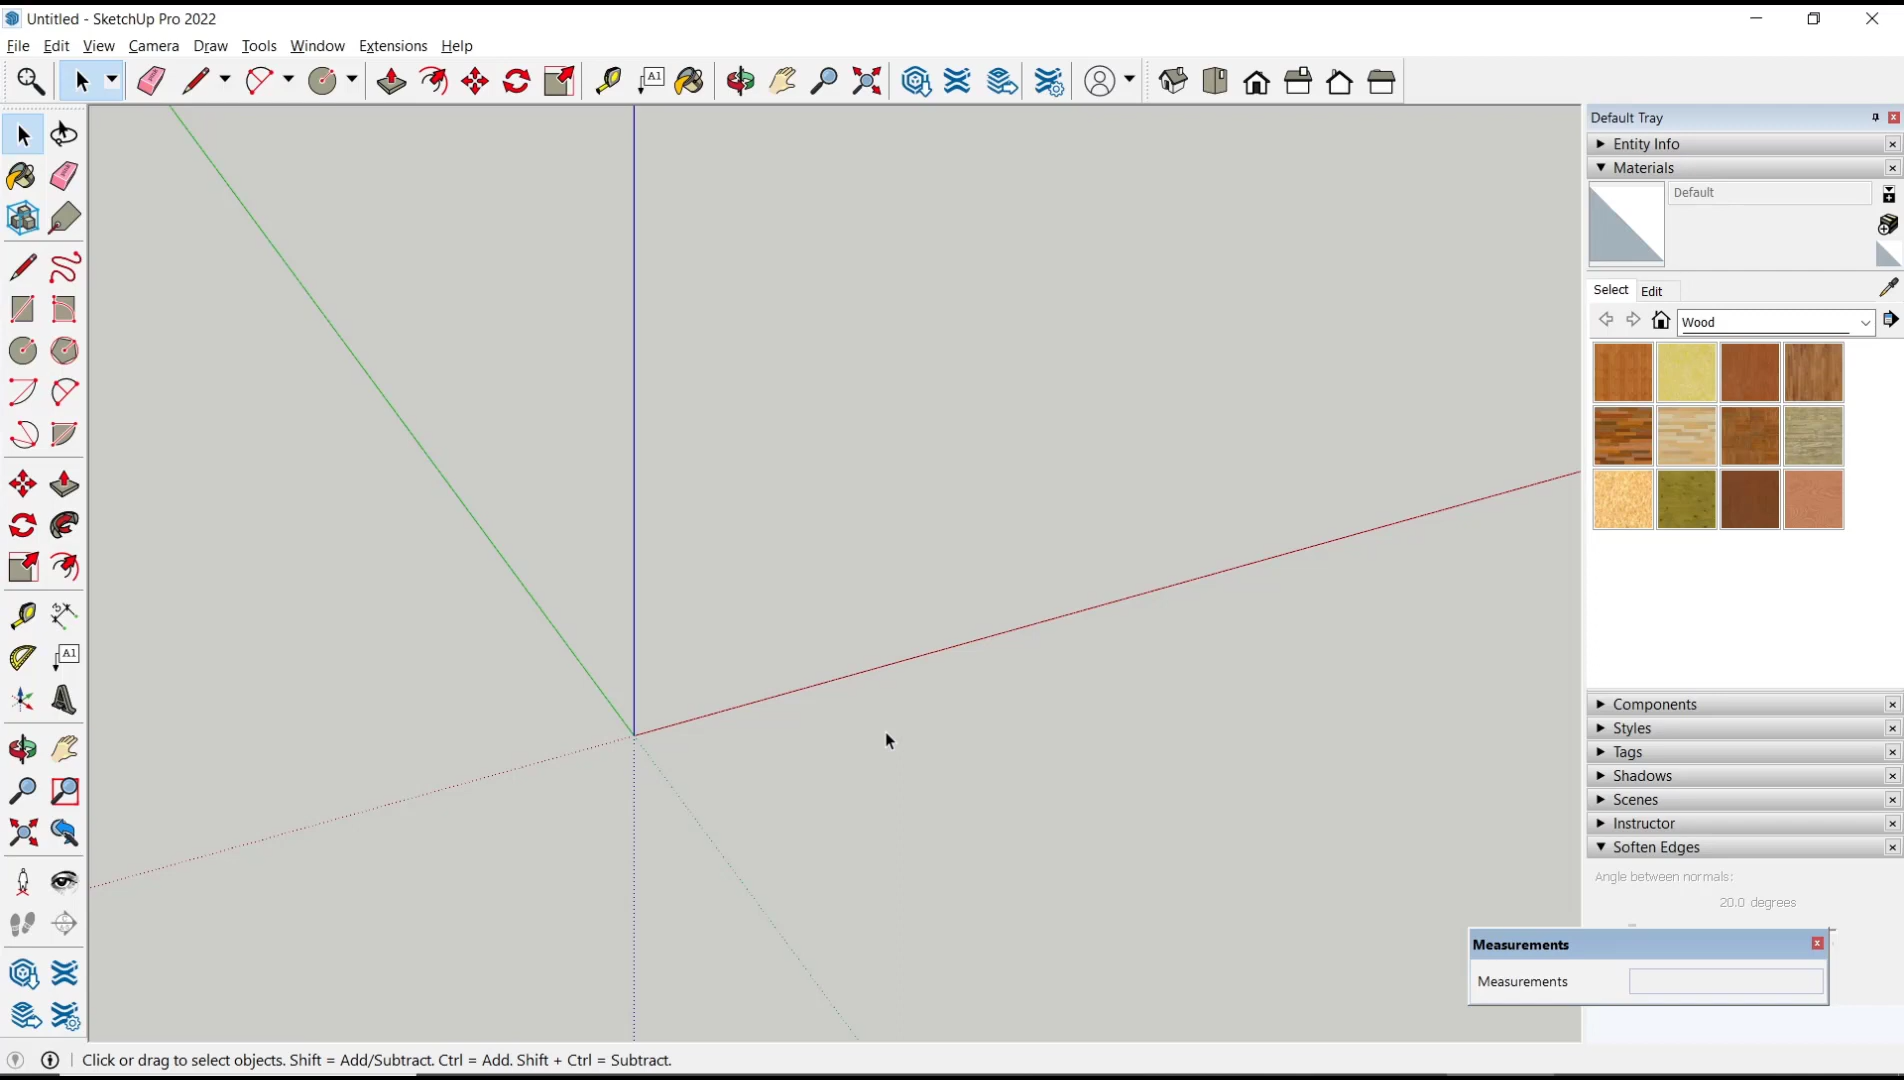 Untitled - SketchUp Pro 2022
File Edit View Camera Draw Tools Window Extensions Help
A1
Default Tray
Entity Info
Materials
Default
Select Edit
Wood
A1
Components
Styles
Tags
Shadows
Scenes
Instructor
Soften Edges
Angle between normals:
20.0 degrees
Measurements
Measurements
Click or drag to select objects. Shift = Add/Subtract. Ctrl = Add. Shift + Ctrl = Subtract.